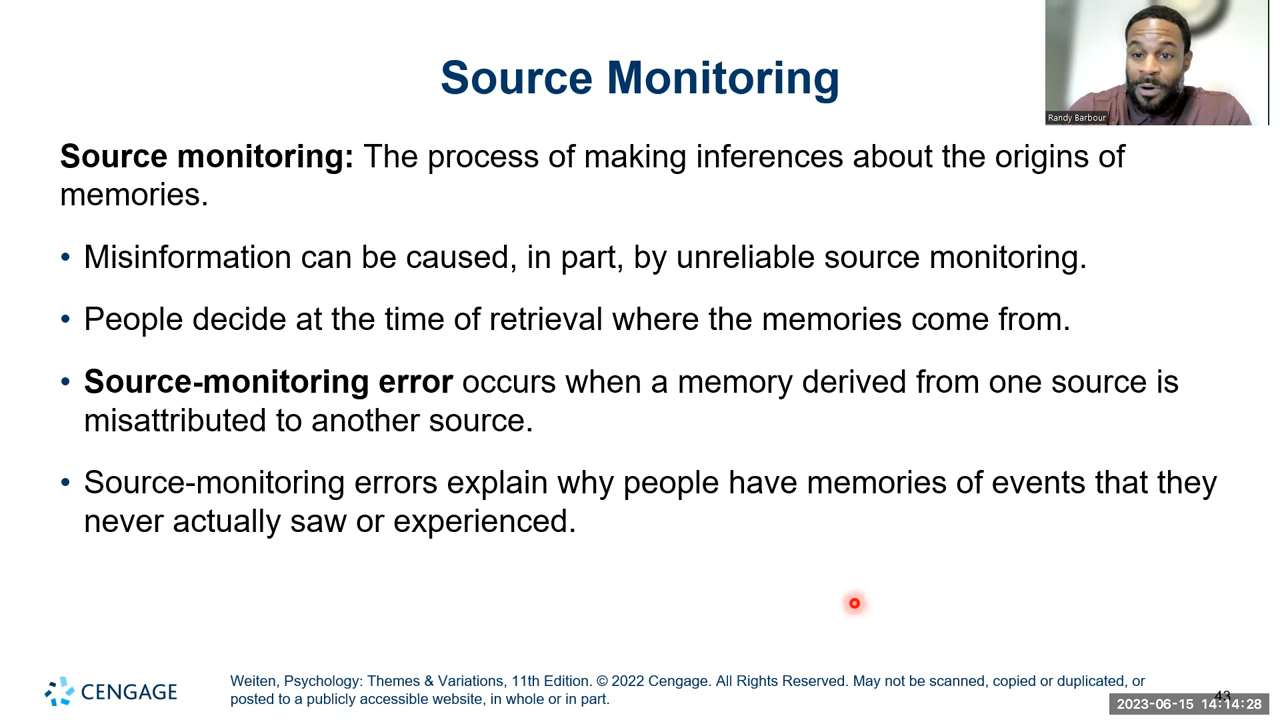 Source Monitoring
Randy Barbour
Source monitoring: The process of making inferences about the origins of
memories.
• Misinformation can be caused, in part, by unreliable source monitoring.
• People decide at the time of retrieval where the memories come from.
• Source-monitoring error occurs when a memory derived from one source is
misattributed to another source.
• Source-monitoring errors explain why people have memories of events that they
never actually saw or experienced.
CENGAGE
Weiten, Psychology: Themes & Variations, 11th Edition. © 2022 Cengage. All Rights Reserved. May not be scanned, copied or duplicated, or
posted to a publicly accessible website, in whole or in part.
43
2023-06-15 14:14:28